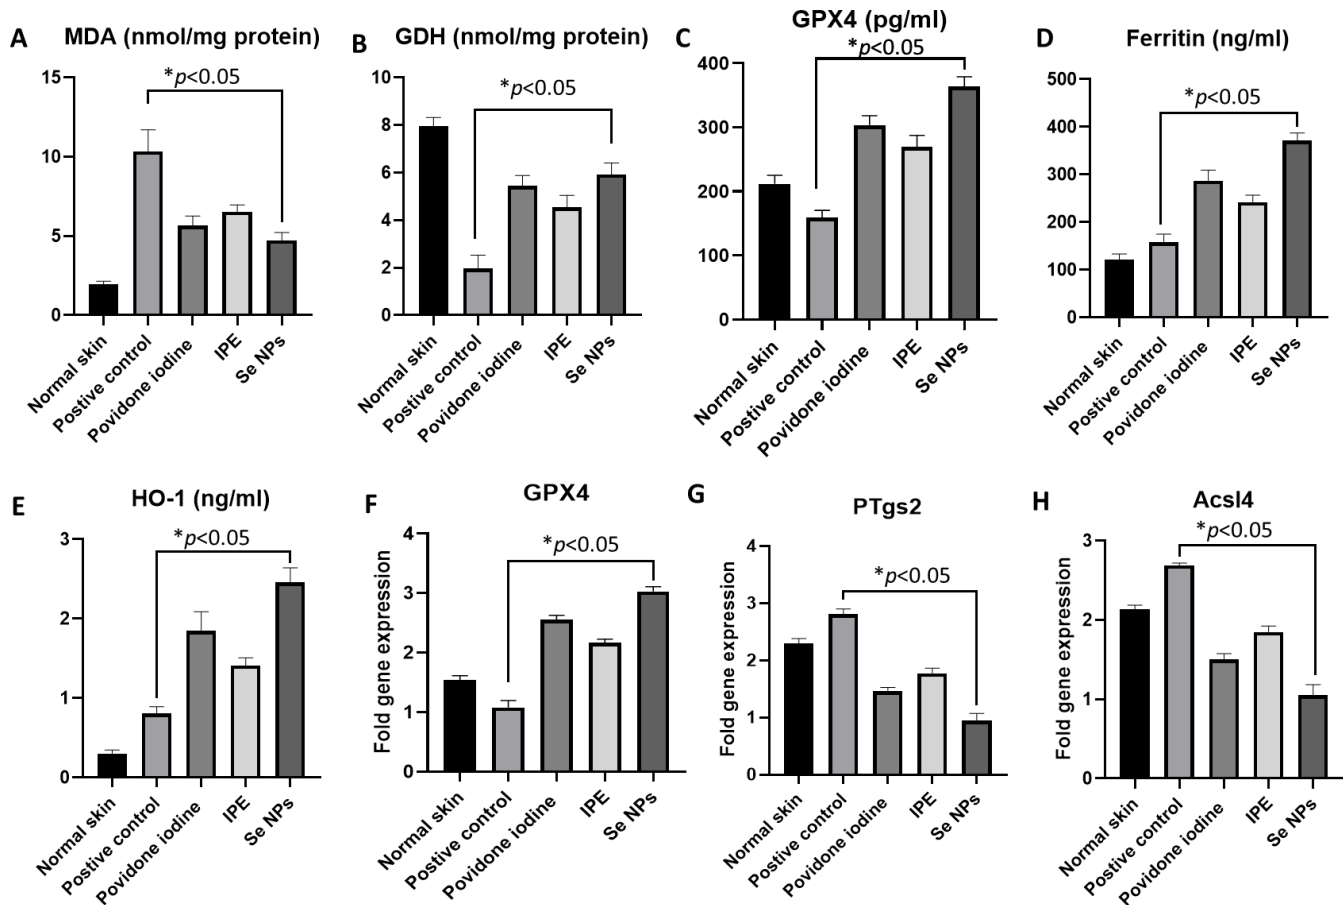 A
MDA (nmol/mg protein)
*p<0.05
15
10
5
0
Normal skin
Postive control
Povidone iodine
IPE
Se NPs
B
GDH (nmol/mg protein)
*p<0.05
10
8
6
4
2
0
Normal skin
Postive control
Povidone iodine
IPE
Se NPs
C
GPX4 (pg/ml)
*p<0.05
400
300
200
100
0
Normal skin
Postive control
Povidone iodine
IPE
Se NPs
D
Ferritin (ng/ml)
*p<0.05
500
400
300
200
100
0
Normal skin
Postive control
Povidone iodine
IPE
Se NPs
E
HO-1 (ng/ml)
*p<0.05
3
2
1
0
Normal skin
Postive control
Povidone iodine
IPE
Se NPs
F
GPX4
*p<0.05
Fold gene expression
4
3
2
1
0
Normal skin
Postive control
Povidone iodine
IPE
Se NPs
G
PTgs2
*p<0.05
Fold gene expression
4
3
2
1
0
Normal skin
Postive control
Povidone iodine
IPE
Se NPs
H
Acsl4
*p<0.05
Fold gene expression
3
2
1
0
Normal skin
Postive control
Povidone iodine
IPE
Se NPs